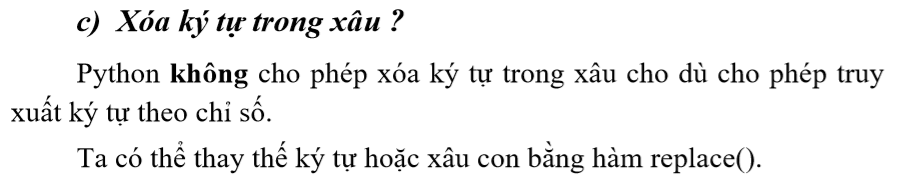 c) Xóa ký tự trong xâu ?
Python không cho phép xóa ký tự trong xâu cho dù cho phép truy
xuất ký tự theo chỉ số.
Ta có thể thay thế ký tự hoặc xâu con bằng hàm replace().